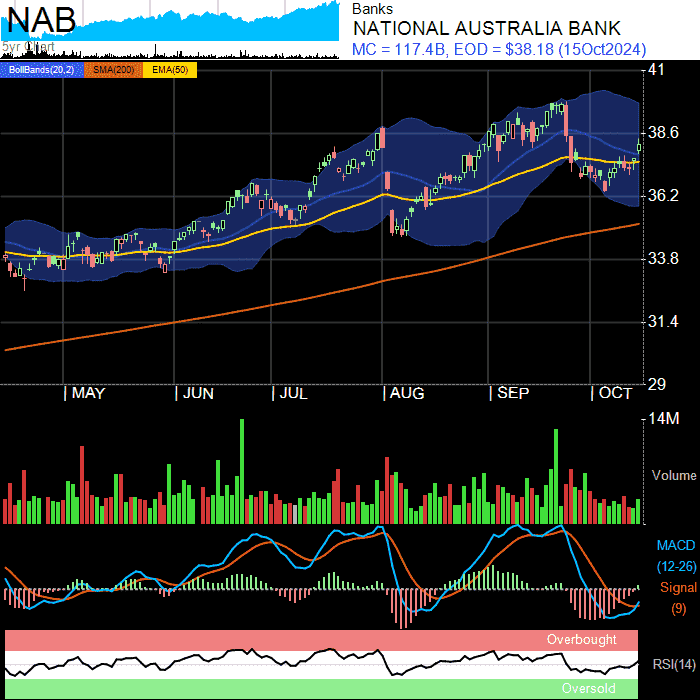 NAB
5yr Chart
Banks
NATIONAL AUSTRALIA BANK
MC = 117.4B, EOD = $38.18 (15Oct2024)
BollBands(20,2) SMA(200) EMA(50)
41
38.6
36.2
33.8
31.4
29
| MAY | JUN | JUL | AUG | SEP | OCT
14M
Volume
MACD
(12-26)
Signal
(9)
Overbought
RSI(14)
Oversold